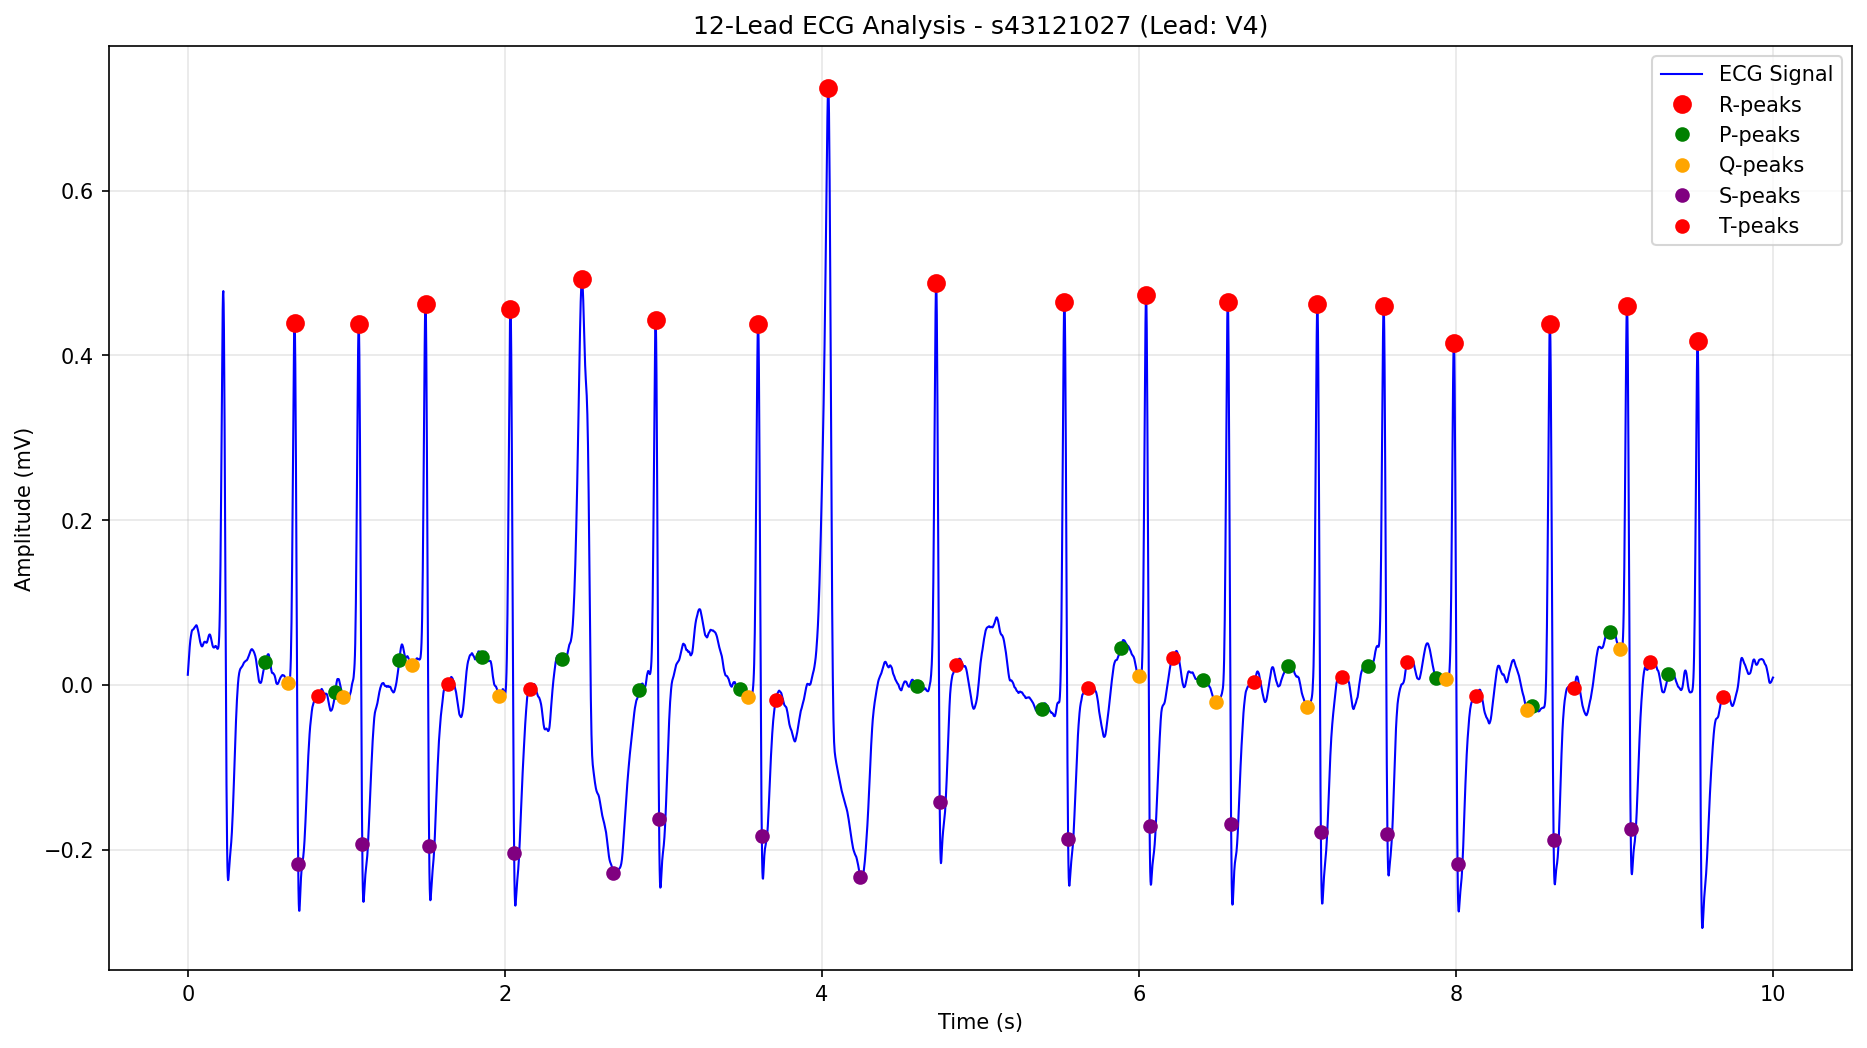 12-Lead ECG Analysis - s43121027 (Lead: V4)
ECG Signal
R-peaks
P-peaks
Q-peaks
S-peaks
T-peaks
Amplitude (mV)
0.6
0.4
0.2
0.0
−0.2
0 2 4 6 8 10
Time (s)